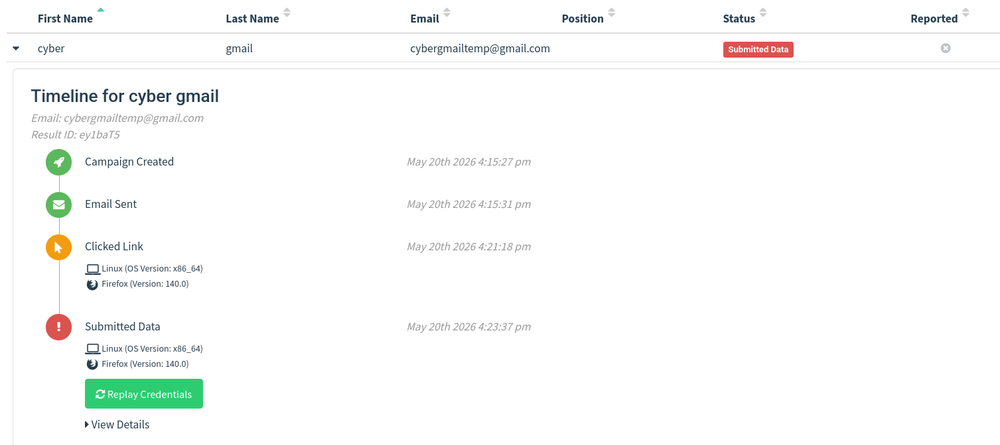 First Name Last Name Email Position Status Reported
cyber gmail cybergmailtemp@gmail.com Submitted Data
Timeline for cyber gmail
Email: cybergmailtemp@gmail.com
Result ID: ey1baT5
Campaign Created May 20th 2026 4:15:27 pm
Email Sent May 20th 2026 4:15:31 pm
Clicked Link May 20th 2026 4:21:18 pm
Linux (OS Version: x86_64)
Firefox (Version: 140.0)
Submitted Data May 20th 2026 4:23:37 pm
Linux (OS Version: x86_64)
Firefox (Version: 140.0)
Replay Credentials
View Details